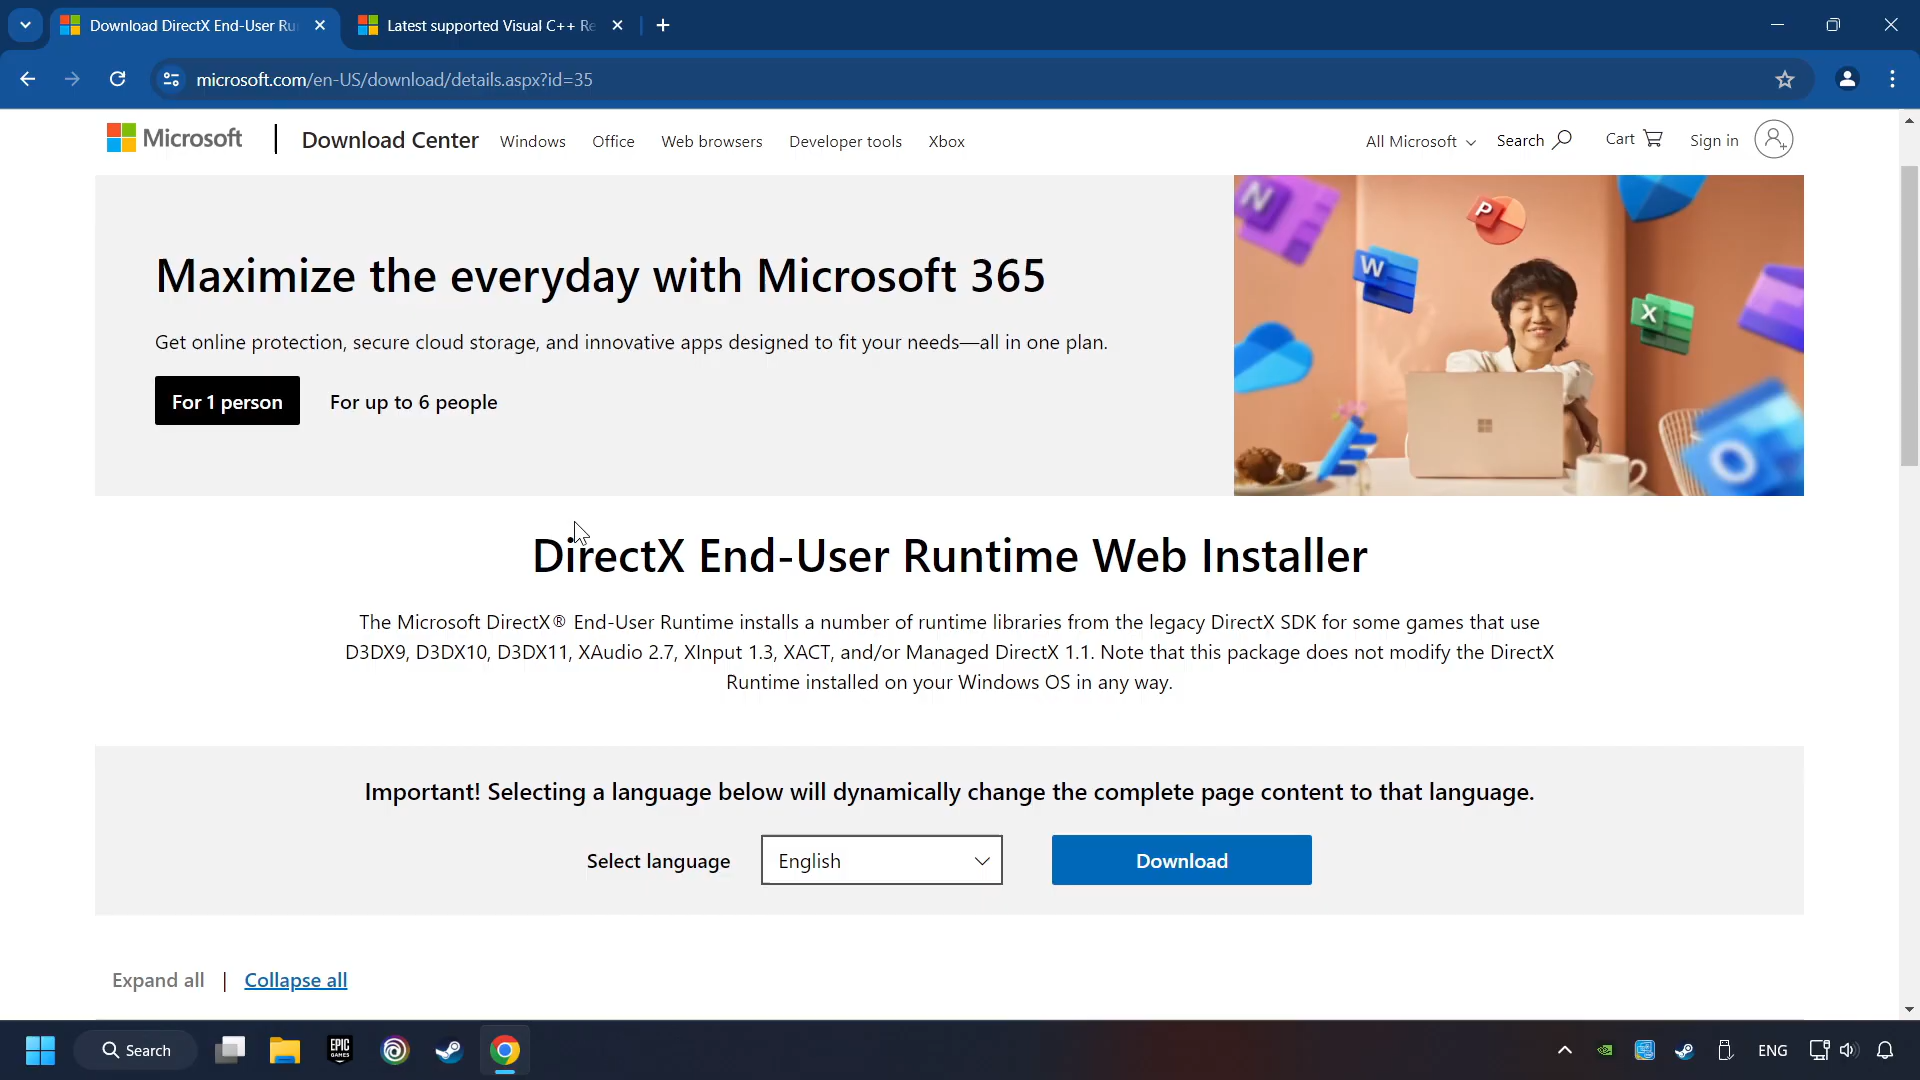 Download DirectX End-User Ru
Latest supported Visual C++ Re
microsoft.com/en-US/download/details.aspx?id=35
Microsoft
Download Center
Windows
Office
Web browsers
Developer tools
Xbox
All Microsoft
Search
Cart
Sign in
Maximize the everyday with Microsoft 365
Get online protection, secure cloud storage, and innovative apps designed to fit your needs—all in one plan.
For 1 person
For up to 6 people
N
P
W
X
O
DirectX End-User Runtime Web Installer
The Microsoft DirectX® End-User Runtime installs a number of runtime libraries from the legacy DirectX SDK for some games that use
D3DX9, D3DX10, D3DX11, XAudio 2.7, XInput 1.3, XACT, and/or Managed DirectX 1.1. Note that this package does not modify the DirectX
Runtime installed on your Windows OS in any way.
Important! Selecting a language below will dynamically change the complete page content to that language.
Select language
English
Download
Expand all | Collapse all
Search
EPIC
GAMES
ENG